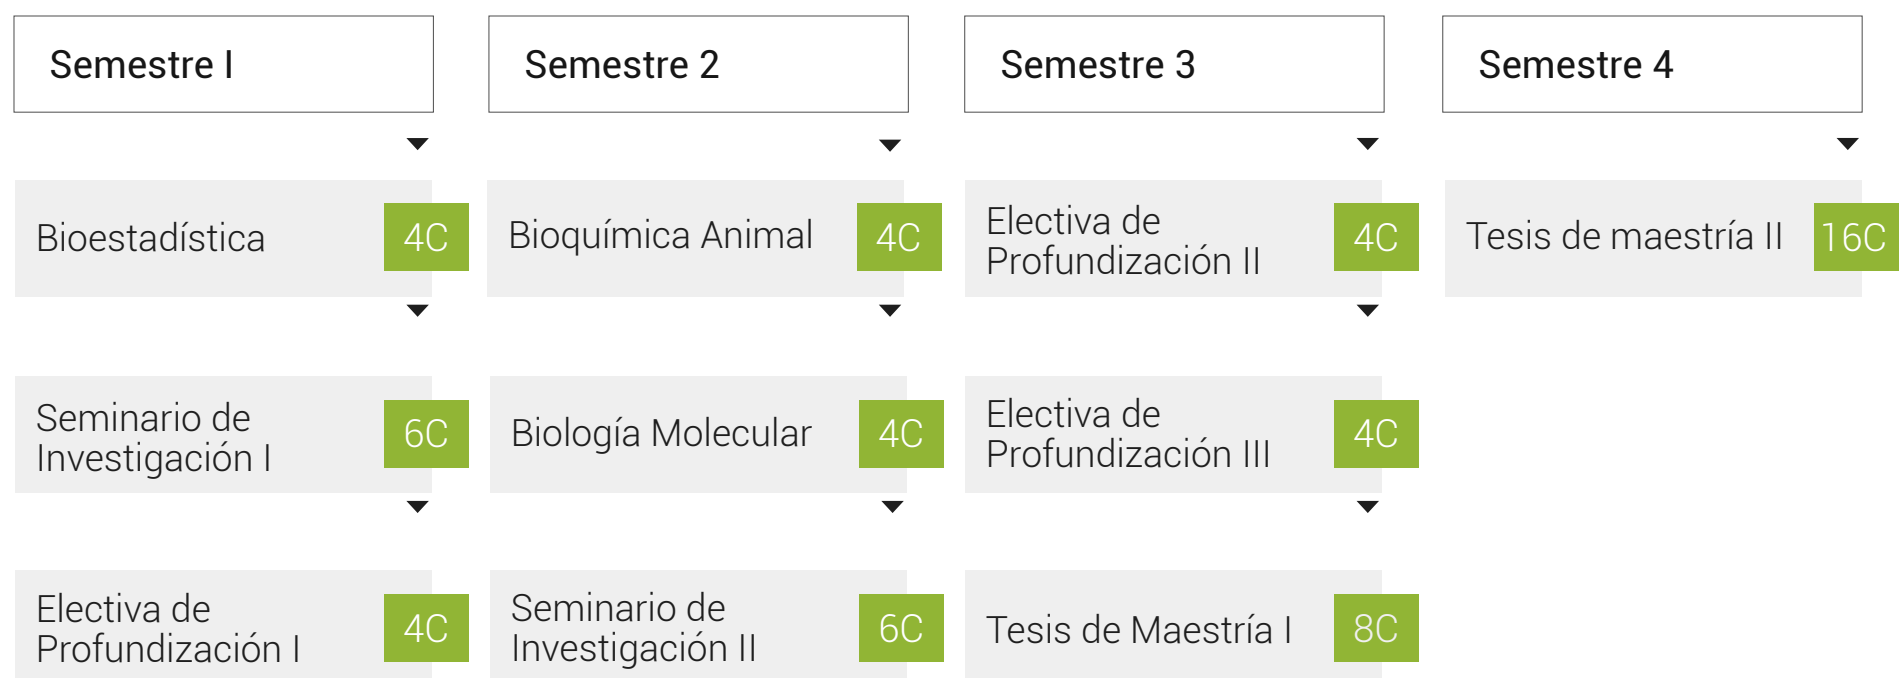 Semestre I
Bioestadística
4C
Seminario de
Investigación I
6C
Electiva de
Profundización I
4C
Semestre 2
Bioquímica Animal
4C
Biología Molecular
4C
Seminario de
Investigación II
6C
Semestre 3
Electiva de
Profundización II
4C
Electiva de
Profundización III
4C
Tesis de Maestría I
8C
Semestre 4
Tesis de maestría II
16C